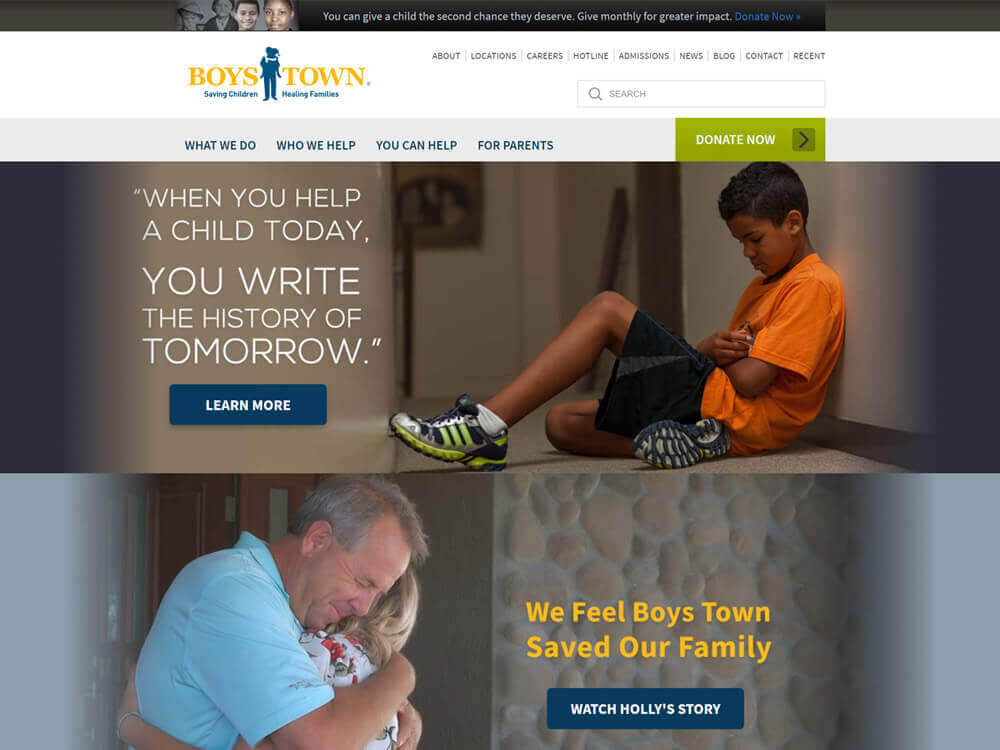 You can give a child the second chance they deserve. Give monthly for greater impact. Donate Now »
BOYS TOWN®
Saving Children Healing Families
ABOUT LOCATIONS CAREERS HOTLINE ADMISSIONS NEWS BLOG CONTACT RECENT
SEARCH
WHAT WE DO WHO WE HELP YOU CAN HELP FOR PARENTS
DONATE NOW
“WHEN YOU HELP
A CHILD TODAY,
YOU WRITE
THE HISTORY OF
TOMORROW.”
LEARN MORE
We Feel Boys Town
Saved Our Family
WATCH HOLLY'S STORY